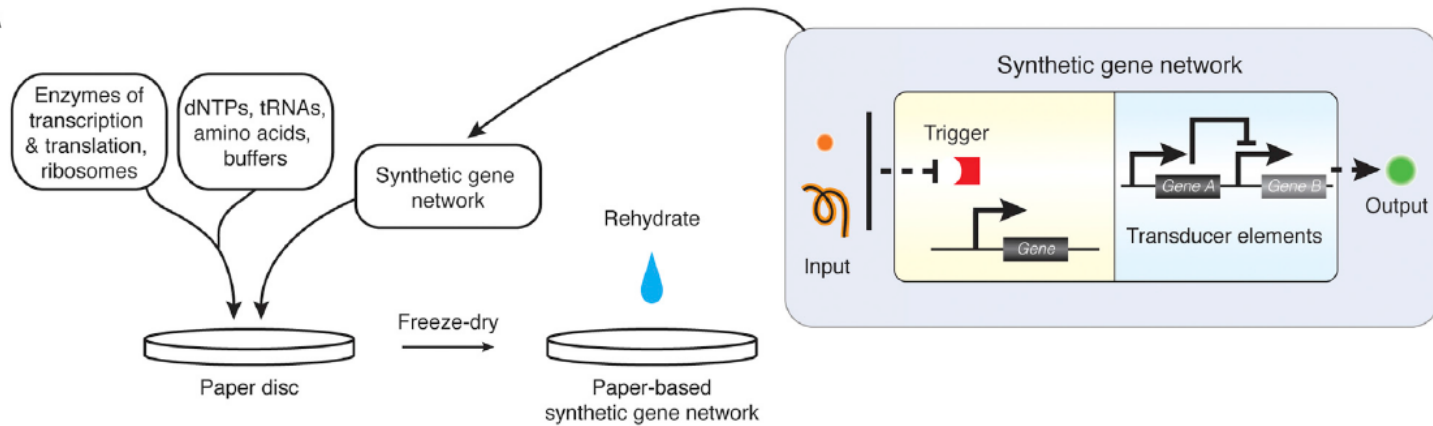 Enzymes of
transcription
& translation,
ribosomes
dNTPs, tRNAs,
amino acids,
buffers
Synthetic gene
network
Paper disc
Freeze-dry
Rehydrate
Paper-based
synthetic gene network
Synthetic gene network
Input
Trigger
Gene
Gene A
Gene B
Transducer elements
Output